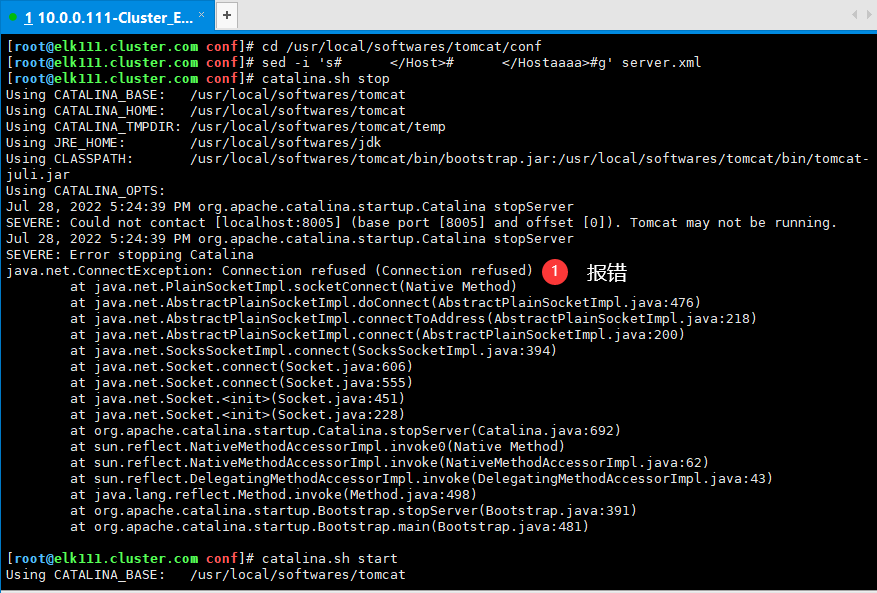 1 10.0.0.111-Cluster_E... × +
[root@elk111.cluster.com conf]# cd /usr/local/softwares/tomcat/conf
[root@elk111.cluster.com conf]# sed -i 's#      </Host>#      </Hostaaaa>#g' server.xml
[root@elk111.cluster.com conf]# catalina.sh stop
Using CATALINA_BASE:   /usr/local/softwares/tomcat
Using CATALINA_HOME:   /usr/local/softwares/tomcat
Using CATALINA_TMPDIR: /usr/local/softwares/tomcat/temp
Using JRE_HOME:        /usr/local/softwares/jdk
Using CLASSPATH:       /usr/local/softwares/tomcat/bin/bootstrap.jar:/usr/local/softwares/tomcat/bin/tomcat-
juli.jar
Using CATALINA_OPTS:
Jul 28, 2022 5:24:39 PM org.apache.catalina.startup.Catalina stopServer
SEVERE: Could not contact [localhost:8005] (base port [8005] and offset [0]). Tomcat may not be running.
Jul 28, 2022 5:24:39 PM org.apache.catalina.startup.Catalina stopServer
SEVERE: Error stopping Catalina
java.net.ConnectException: Connection refused (Connection refused) 1 报错
        at java.net.PlainSocketImpl.socketConnect(Native Method)
        at java.net.AbstractPlainSocketImpl.doConnect(AbstractPlainSocketImpl.java:476)
        at java.net.AbstractPlainSocketImpl.connectToAddress(AbstractPlainSocketImpl.java:218)
        at java.net.AbstractPlainSocketImpl.connect(AbstractPlainSocketImpl.java:200)
        at java.net.SocksSocketImpl.connect(SocksSocketImpl.java:394)
        at java.net.Socket.connect(Socket.java:606)
        at java.net.Socket.connect(Socket.java:555)
        at java.net.Socket.<init>(Socket.java:451)
        at java.net.Socket.<init>(Socket.java:228)
        at org.apache.catalina.startup.Catalina.stopServer(Catalina.java:692)
        at sun.reflect.NativeMethodAccessorImpl.invoke0(Native Method)
        at sun.reflect.NativeMethodAccessorImpl.invoke(NativeMethodAccessorImpl.java:62)
        at sun.reflect.DelegatingMethodAccessorImpl.invoke(DelegatingMethodAccessorImpl.java:43)
        at java.lang.reflect.Method.invoke(Method.java:498)
        at org.apache.catalina.startup.Bootstrap.stopServer(Bootstrap.java:391)
        at org.apache.catalina.startup.Bootstrap.main(Bootstrap.java:481)
[root@elk111.cluster.com conf]# catalina.sh start
Using CATALINA_BASE:   /usr/local/softwares/tomcat